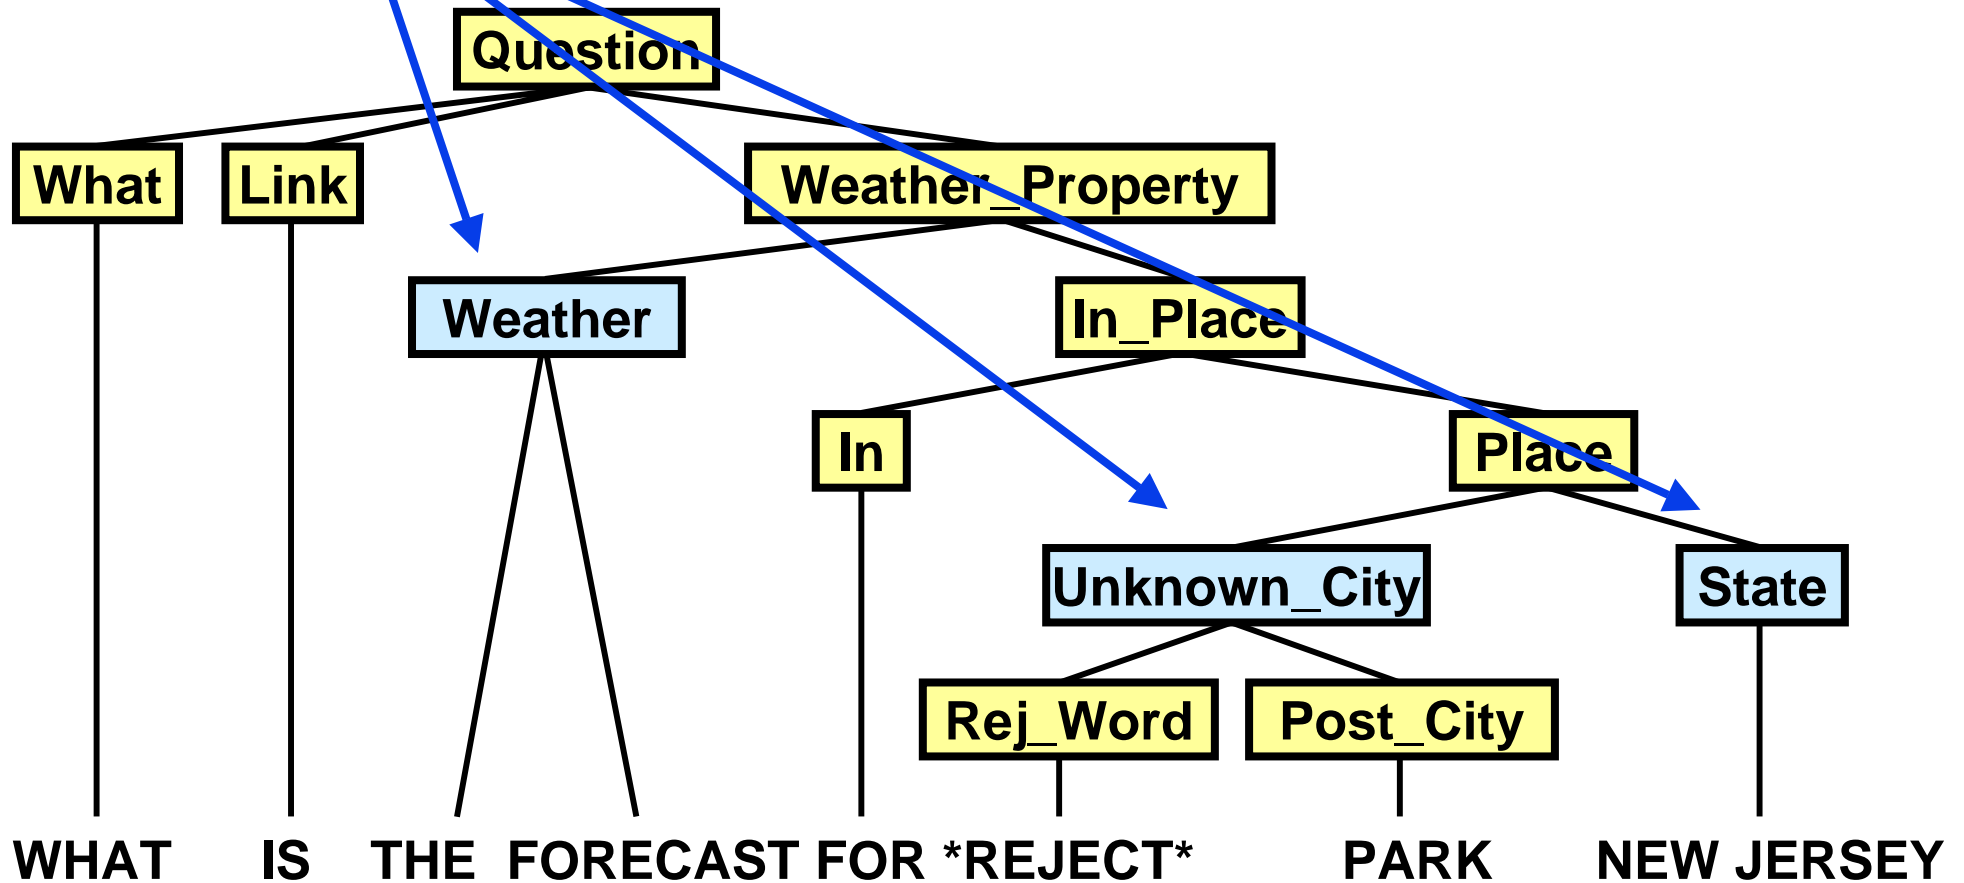 Question
What Link Weather_Property
Weather In_Place
In Place
Unknown_City State
Rej_Word Post_City
WHAT IS THE FORECAST FOR *REJECT* PARK NEW JERSEY